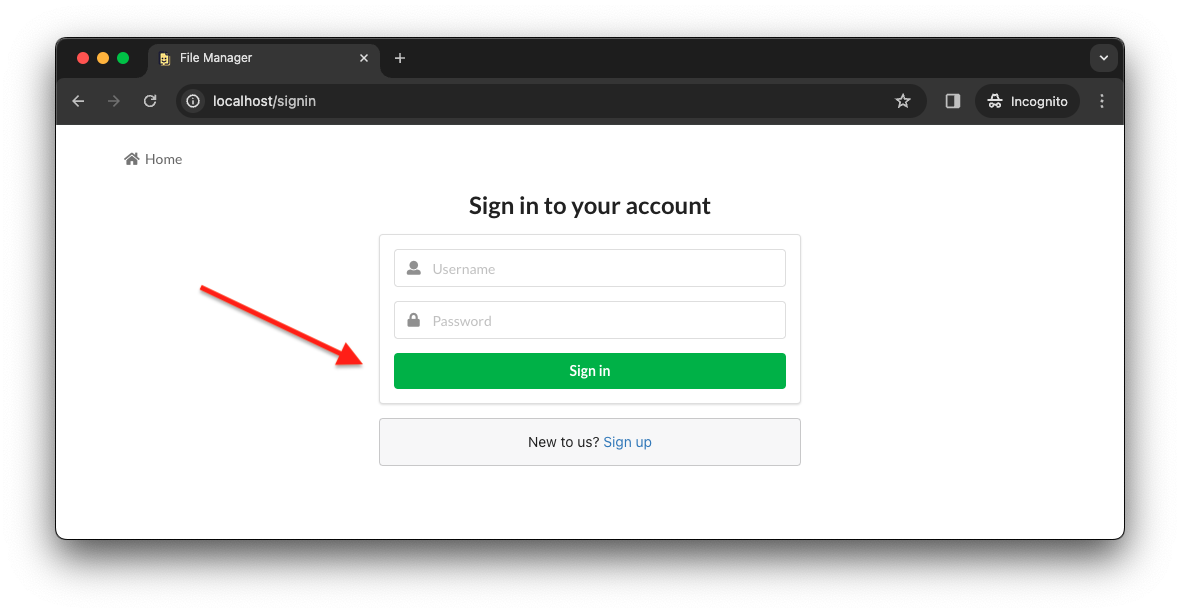 File Manager
localhost/signin
Incognito
Home
Sign in to your account
Username
Password
Sign in
New to us? Sign up